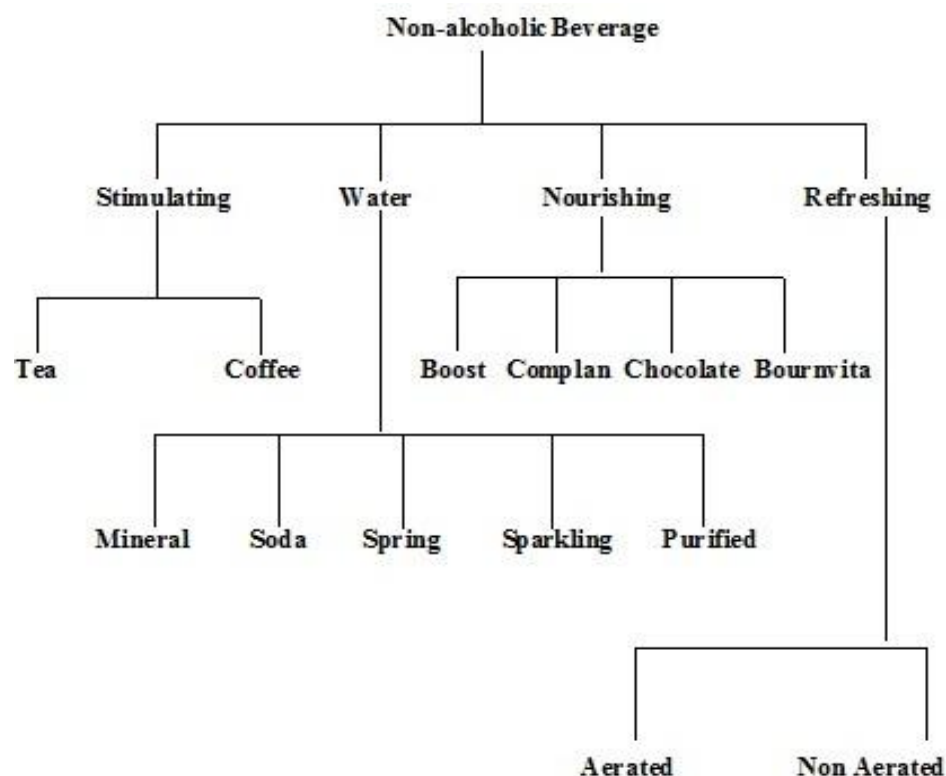 Non-alcoholic Beverage
Stimulating Water Nourishing Refreshing
Tea Coffee Boost Complan Chocolate Bournvita
Mineral Soda Spring Sparkling Purified
Aerated Non Aerated